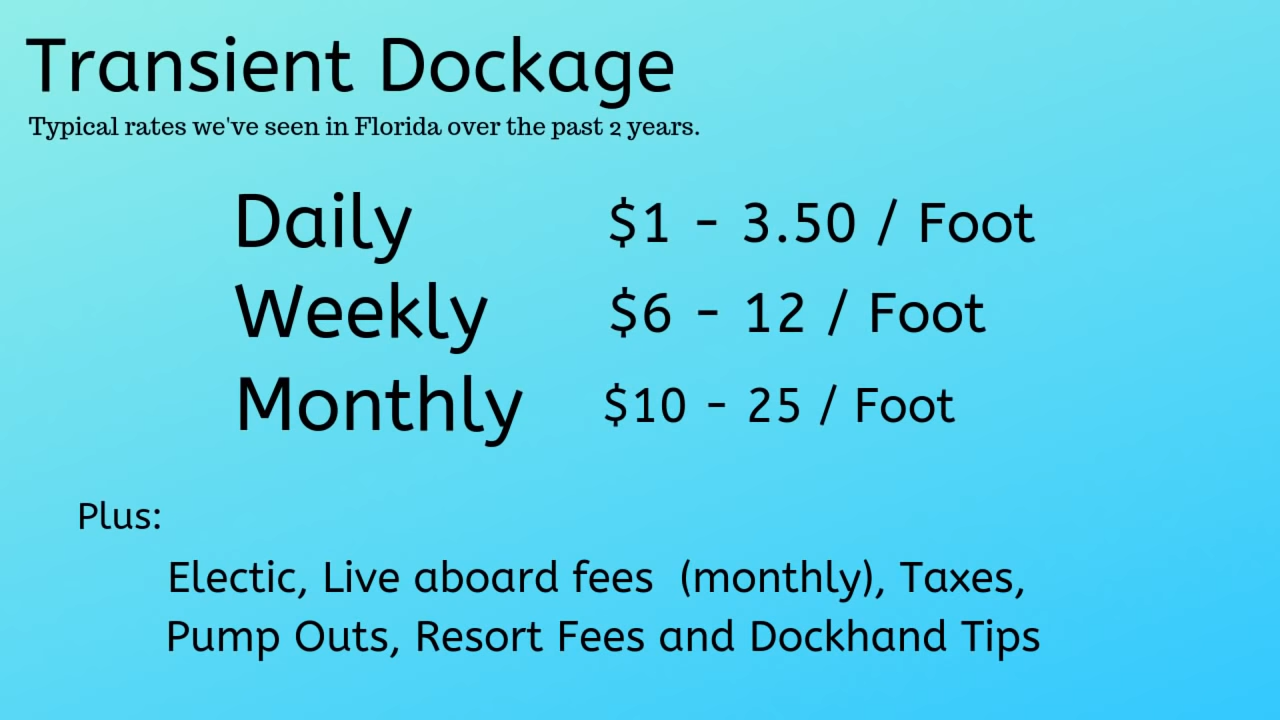 Transient Dockage
Typical rates we've seen in Florida over the past 2 years.
Daily $1 - 3.50 / Foot
Weekly $6 - 12 / Foot
Monthly $10 - 25 / Foot
Plus:
Electic, Live aboard fees (monthly), Taxes,
Pump Outs, Resort Fees and Dockhand Tips